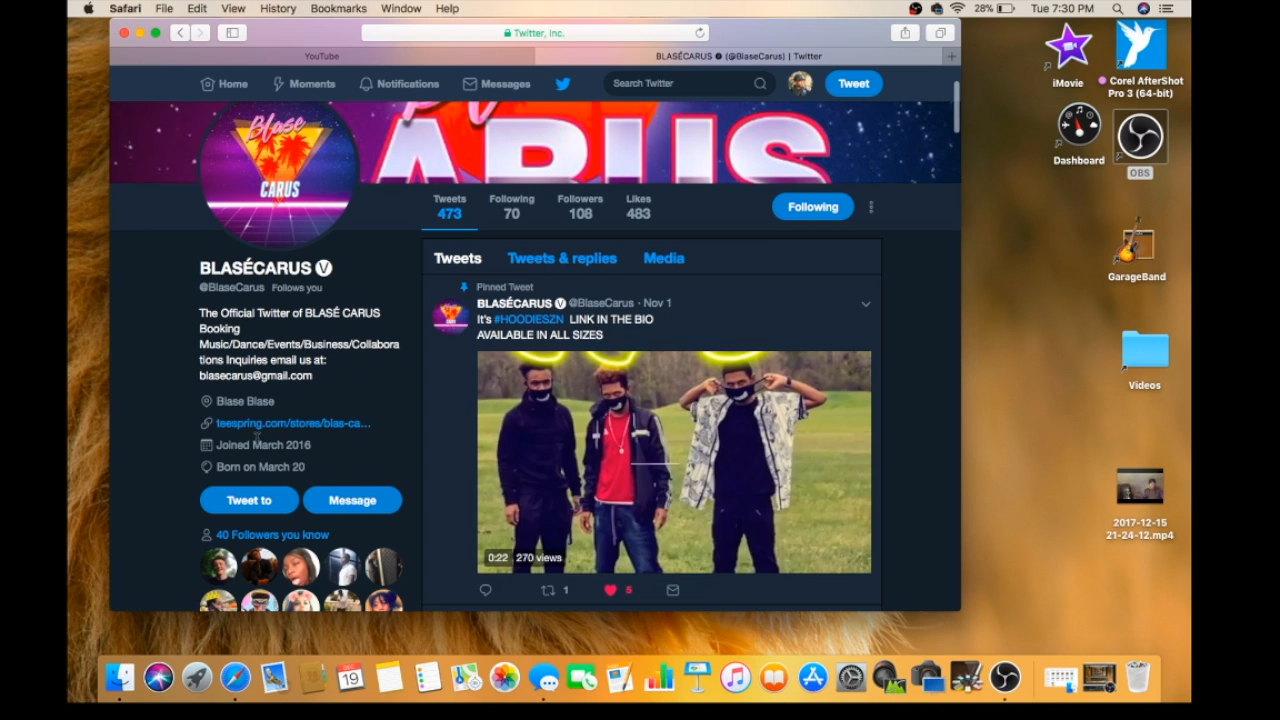 Safari File Edit View History Bookmarks Window Help
28% Tue 7:30 PM
Twitter, Inc.
YouTube
BLASÉCARUS (@BlaseCarus) | Twitter
Home Moments Notifications Messages
Search Twitter
Tweet
Blase
CARUS
ARUS
Tweets Following Followers Likes
473 70 108 483
Following
BLASÉCARUS V
@BlaseCarus Follows you
The Official Twitter of BLASÉ CARUS
Booking
Music/Dance/Events/Business/Collabora
tions Inquiries email us at:
blasecarus@gmail.com
Blase Blase
teespring.com/stores/blas-ca...
Joined March 2016
Born on March 20
Tweet to
Message
40 Followers you know
Tweets Tweets & replies Media
Pinned Tweet
BLASÉCARUS V @BlaseCarus · Nov 1
It's #HOODIESZN LINK IN THE BIO
AVAILABLE IN ALL SIZES
0:22 270 views
1
5
iMovie
Corel AfterShot
Pro 3 (64-bit)
Dashboard
OBS
GarageBand
Videos
2017-12-15
21-24-12.mp4
DEC
19